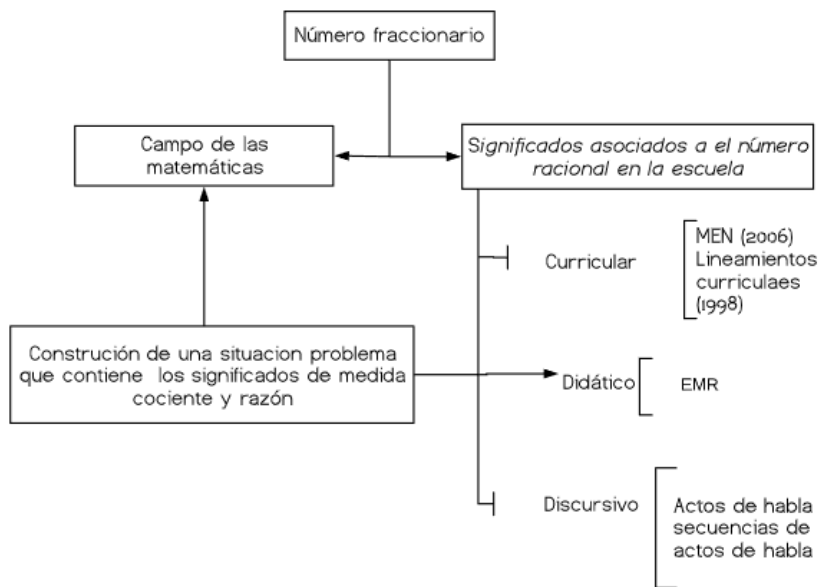 Número fraccionario
Campo de las
matemáticas
Significados asociados a el número
racional en la escuela
Curricular
MEN (2006)
Lineamientos
curriculaes
(1998)
Construción de una situacion problema
que contiene los significados de medida
cociente y razón
Didático
EMR
Discursivo
Actos de habla
secuencias de
actos de habla